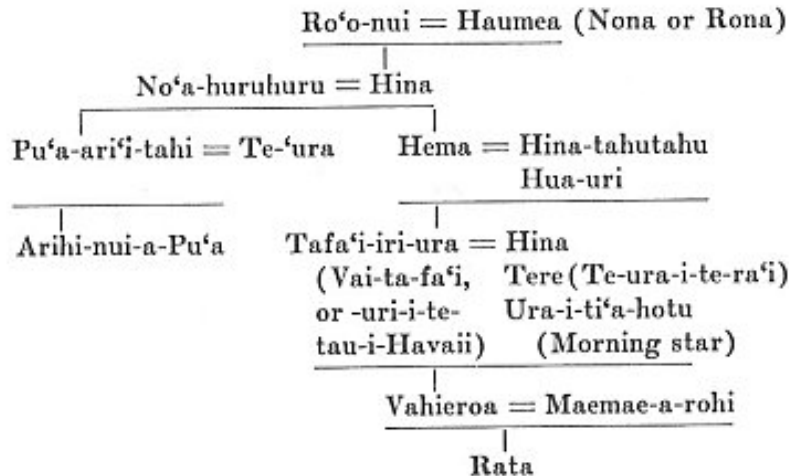 Ro‘o-nui = Haumea (Nona or Rona)
No‘a-huruhuru = Hina
Pu‘a-ari‘i-tahi = Te-‘ura Hema = Hina-tahutahu
Hua-uri
Arihi-nui-a-Pu‘a Tafa‘i-iri-ura = Hina
(Vai-ta-fa‘i, Tere (Te-ura-i-te-ra‘i)
or -uri-i-te- Ura-i-ti‘a-hotu
tau-i-Havaii) (Morning star)
Vahieroa = Maemae-a-rohi
Rata